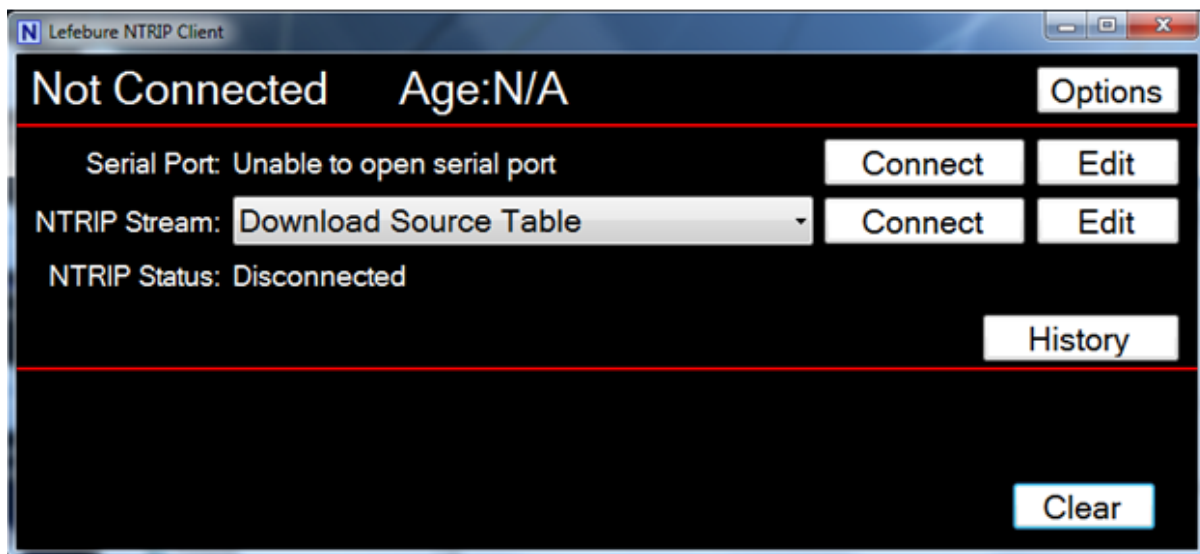 N Lefebure NTRIP Client
Not Connected Age:N/A Options
Serial Port: Unable to open serial port Connect Edit
NTRIP Stream: Download Source Table Connect Edit
NTRIP Status: Disconnected
History
Clear